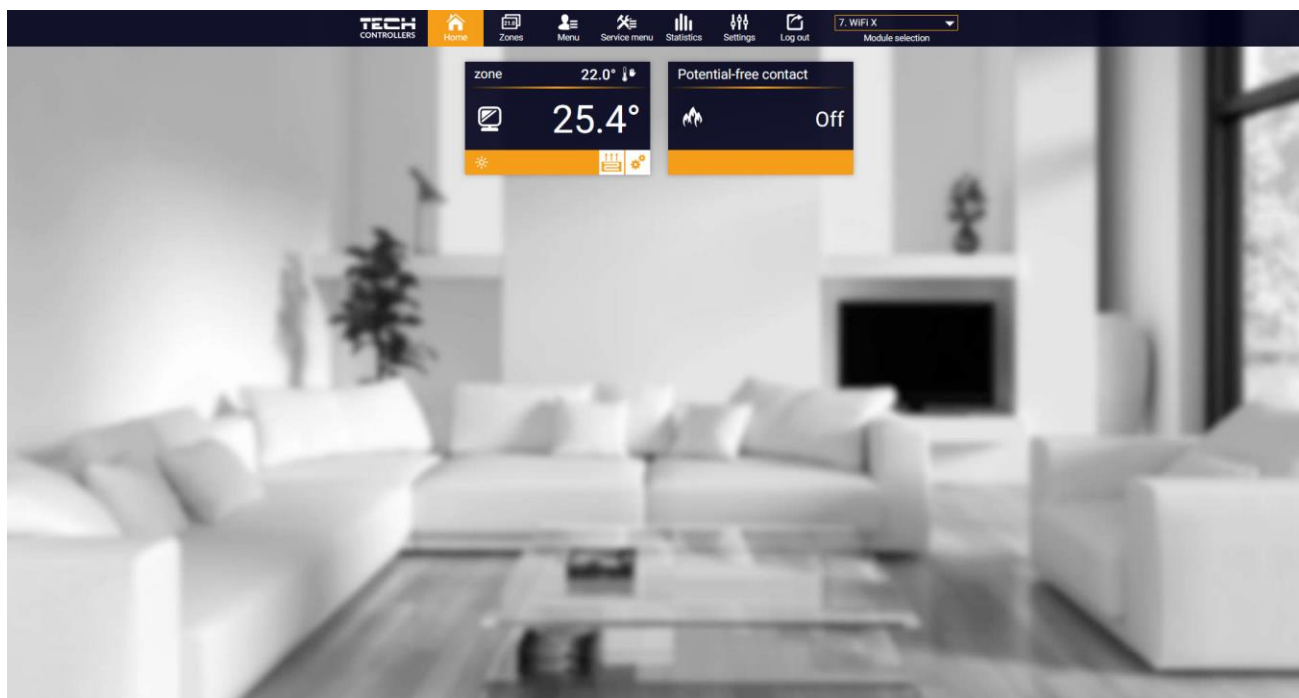 TECH
CONTROLLERS
Home
Zones
Menu
Service menu
Statistics
Settings
Log out
7. WiFi X
Module selection
zone 22.0°
25.4°
Potential-free contact
Off